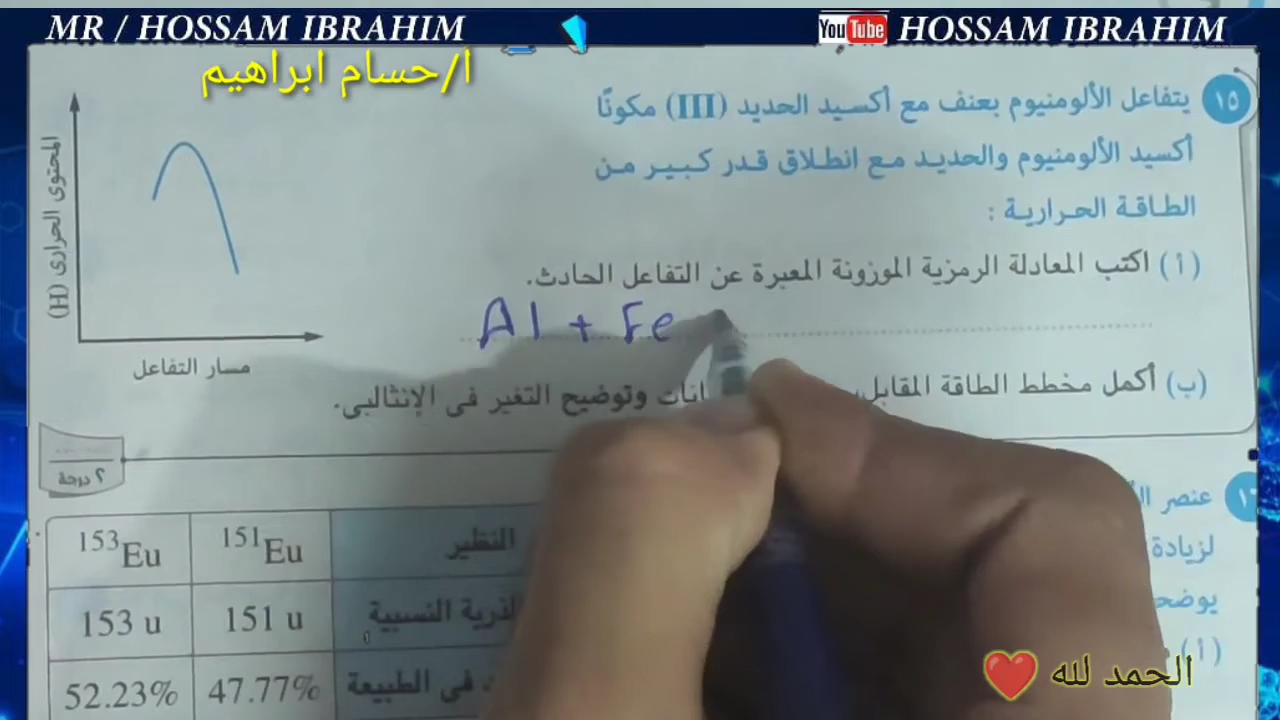 MR / HOSSAM IBRAHIM
YouTube HOSSAM IBRAHIM
أ/حسام ابراهيم
١٥ يتفاعل الألومنيوم بعنف مع أكسيد الحديد (III) مكونًا
أكسيد الألومنيوم والحديد مع انطلاق قدر كبير من
الطاقة الحرارية :
(أ) اكتب المعادلة الرمزية الموزونة المعبرة عن التفاعل الحادث.
Al + Fe
(ب) أكمل مخطط الطاقة المقابل، وتوضيح التغير فى الإنثالبى.
المحتوى الحرارى (H)
مسار التفاعل
٢ درجة
عنصر
لزيادة
(أ)
النظير 151Eu 153Eu
الذرية النسبية 151 u 153 u
فى الطبيعة 47.77% 52.23%
الحمد لله